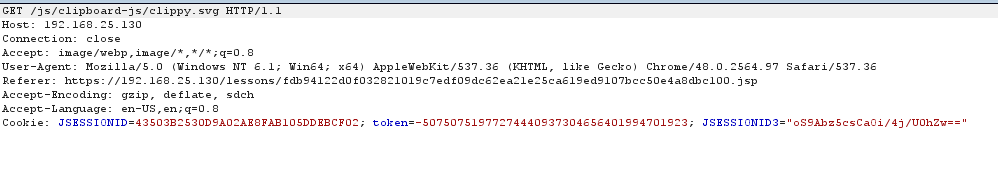 GET /js/clipboard-js/clippy.svg HTTP/1.1
Host: 192.168.25.130
Connection: close
Accept: image/webp,image/*,*/*;q=0.8
User-Agent: Mozilla/5.0 (Windows NT 6.1; Win64; x64) AppleWebKit/537.36 (KHTML, like Gecko) Chrome/48.0.2564.97 Safari/537.36
Referer: https://192.168.25.130/lessons/fdb94122d0f032821019c7edf09dc62ea21e25ca619ed9107bcc50e4a8dbc100.jsp
Accept-Encoding: gzip, deflate, sdch
Accept-Language: en-US,en;q=0.8
Cookie: JSESSIONID=43503B2530D9A02AE8FAB105DDEBCF02; token=-50750751977274440937304656401994701923; JSESSIONID3="oS9Abz5csCa0i/4j/U0hZw=="